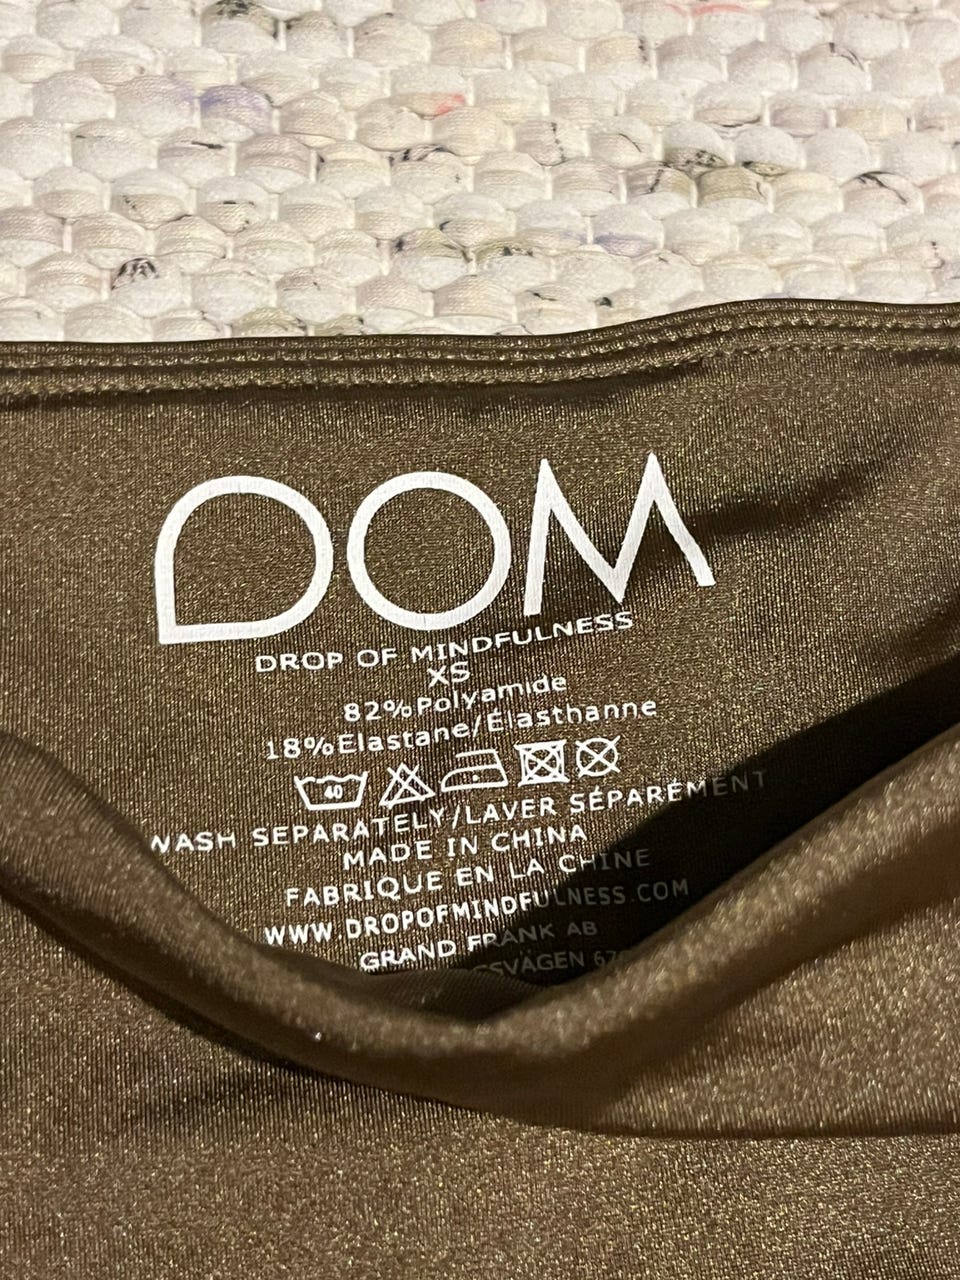 DOM
DROP OF MINDFULNESS
XS
82%Polyamide
18%Elastane/Élasthanne
40
WASH SEPARATELY/LAVER SÉPARÉMENT
MADE IN CHINA
FABRIQUE EN LA CHINE
WWW DROPOFMINDFULNESS.COM
GRAND FRANK AB